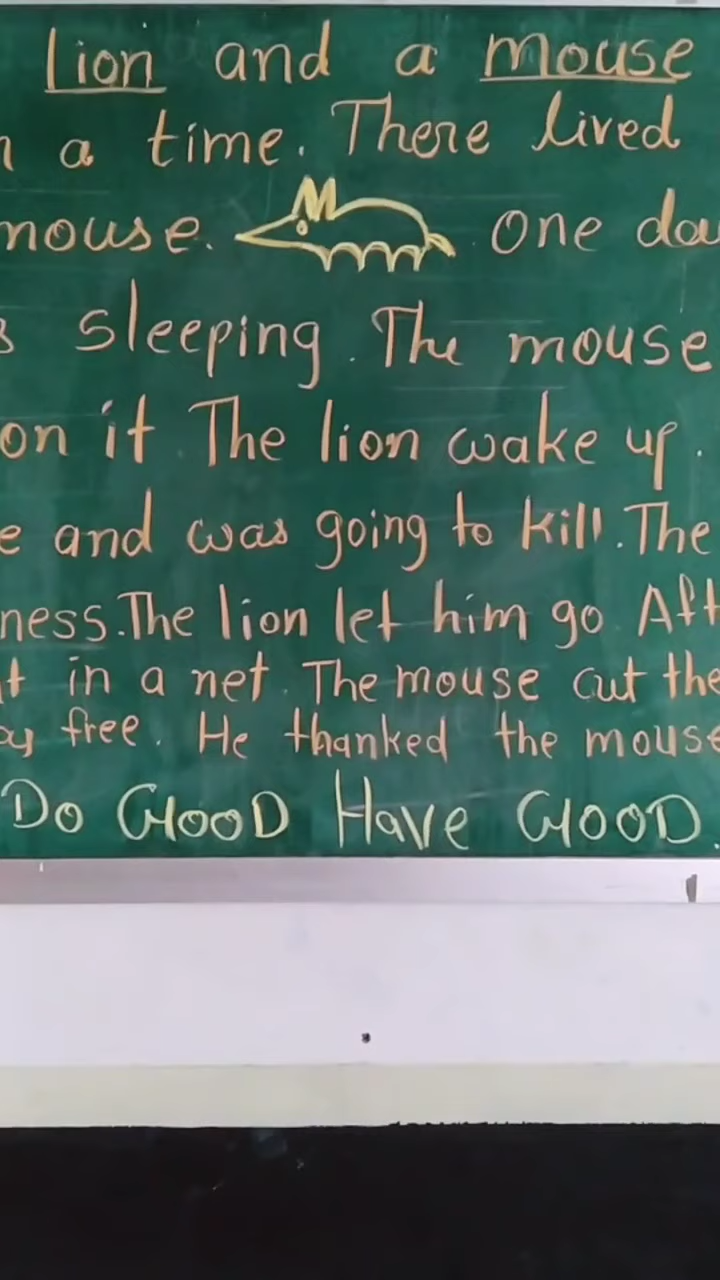 Lion and a mouse
a time. There lived
mouse. One
sleeping. The mouse
on it The lion wake up.
and was going to kill. The
ness. The lion let him go
in a net. The mouse cut the
free. He thanked the mouse
Do GOOD Have GOOD.